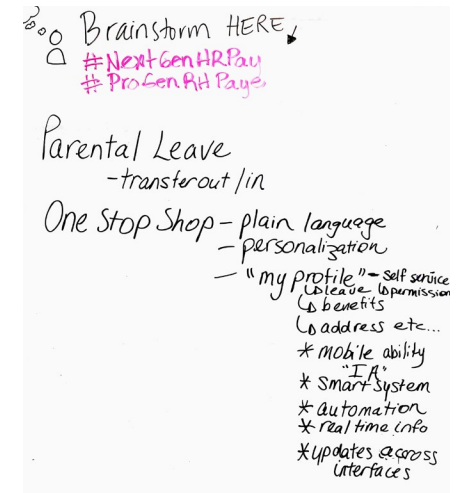 Brainstorm HERE
#NextGenHRPay
#ProGenRHPaye
Parental Leave
- transfer out/in
One Stop Shop - plain language
- personalization
- "my profile" - self service
↳ leave ↳ permission
↳ benefits
↳ address etc...
* mobile ability
"IA"
* Smart system
* automation
* real time info
* updates across
interfaces